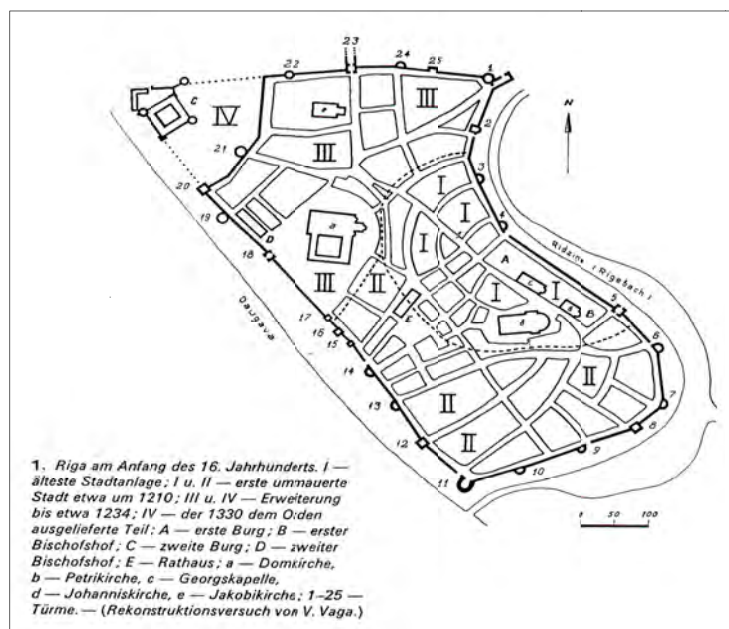 23
24
25
1
22
C
IV
III
e
III
2
N
21
3
20
I
19
D
a
I
4
I
18
A
Ridzine (Rigebach)
III
II
c
I
5
Daugava
E
I
d
B
17
b
6
16
15
14
II
7
13
II
8
12
II
9
10
11
0 50 100
1. Riga am Anfang des 16. Jahrhunderts. I —
älteste Stadtanlage; I u. II — erste ummauerte
Stadt etwa um 1210; III u. IV — Erweiterung
bis etwa 1234; IV — der 1330 dem Orden
ausgelieferte Teil; A — erste Burg; B — erster
Bischofshof; C — zweite Burg; D — zweiter
Bischofshof; E — Rathaus; a — Domkirche,
b — Petrikirche, c — Georgskapelle,
d — Johanniskirche, e — Jakobikirche; 1–25 —
Türme. — (Rekonstruktionsversuch von V. Vaga.)